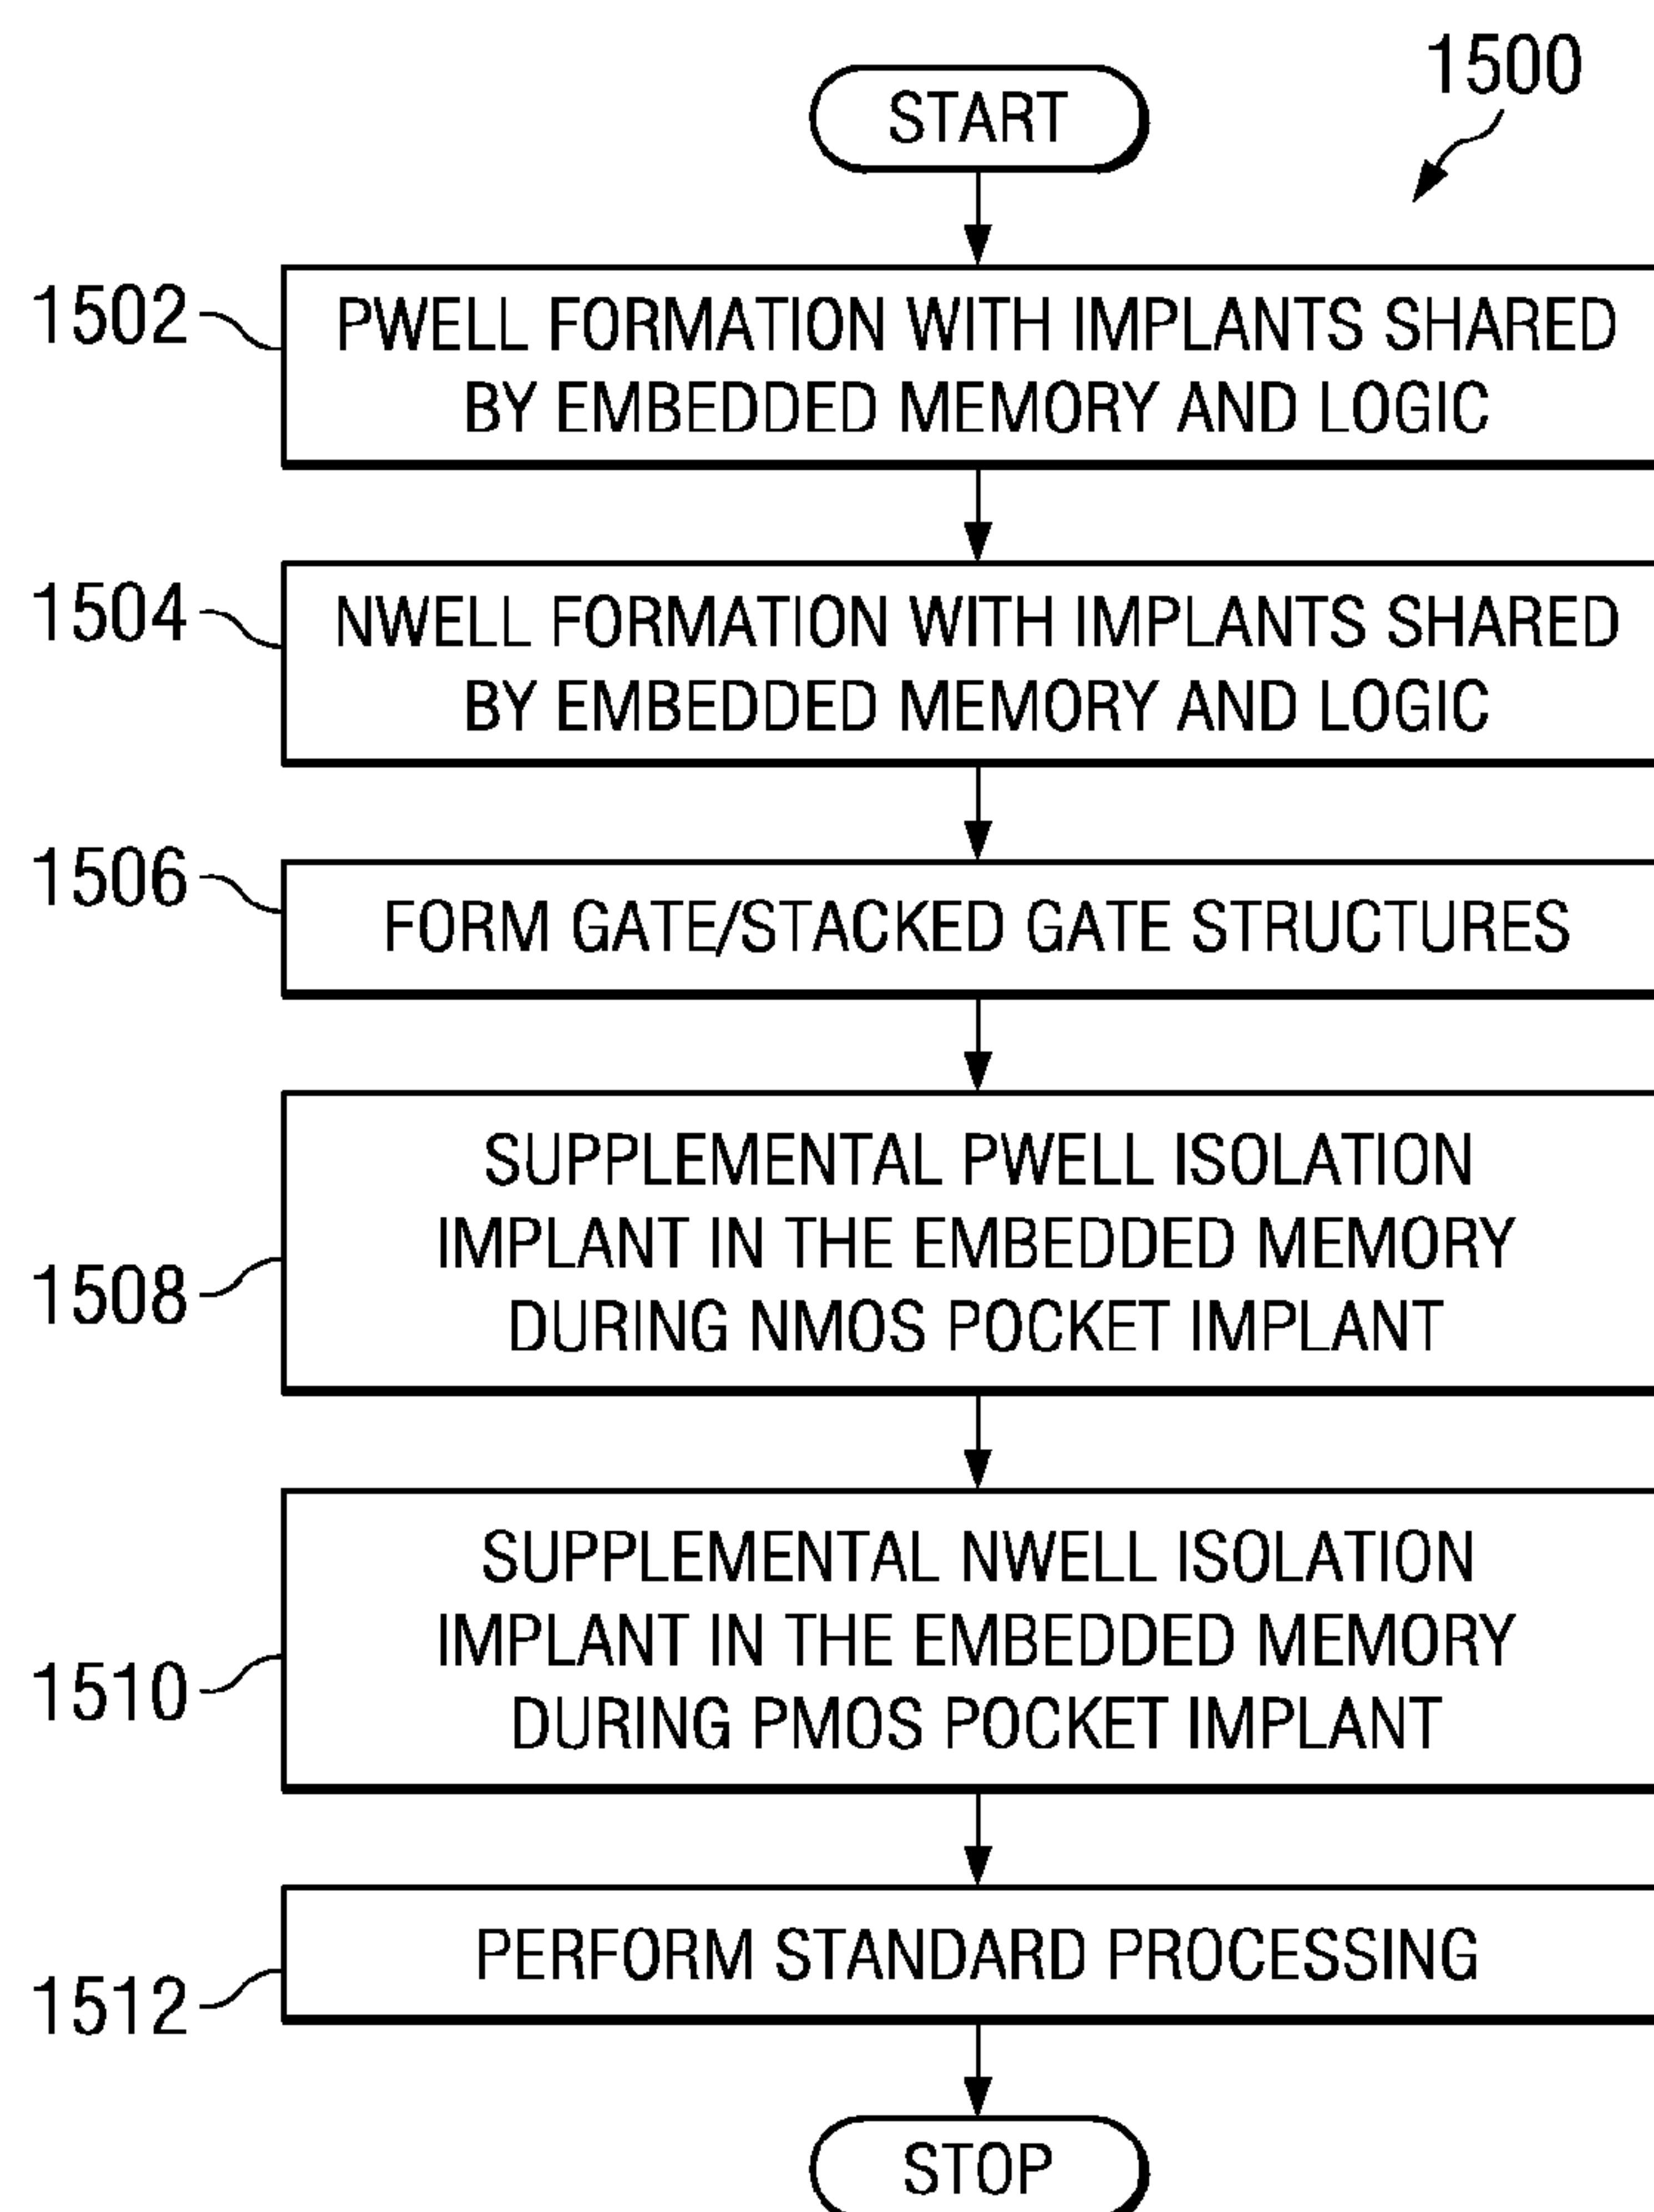 1500
START
1502
PWELL FORMATION WITH IMPLANTS SHARED
BY EMBEDDED MEMORY AND LOGIC
1504
NWELL FORMATION WITH IMPLANTS SHARED
BY EMBEDDED MEMORY AND LOGIC
1506
FORM GATE/STACKED GATE STRUCTURES
1508
SUPPLEMENTAL PWELL ISOLATION
IMPLANT IN THE EMBEDDED MEMORY
DURING NMOS POCKET IMPLANT
1510
SUPPLEMENTAL NWELL ISOLATION
IMPLANT IN THE EMBEDDED MEMORY
DURING PMOS POCKET IMPLANT
1512
PERFORM STANDARD PROCESSING
STOP